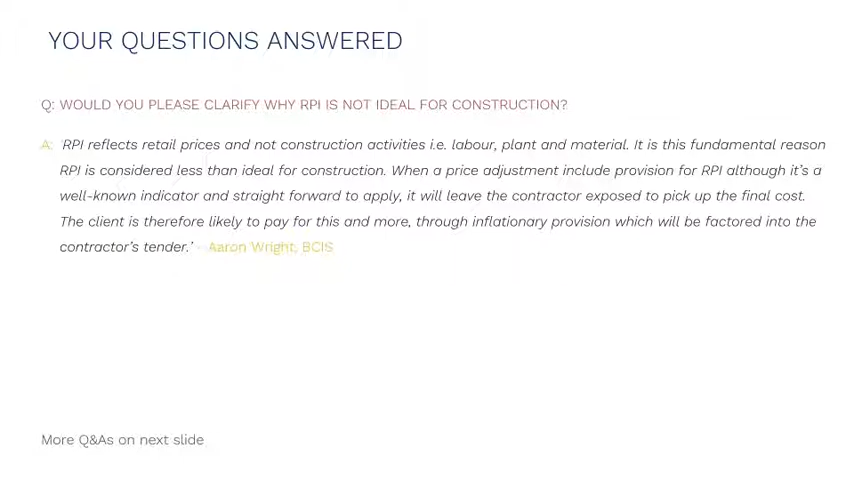 YOUR QUESTIONS ANSWERED
Q: WOULD YOU PLEASE CLARIFY WHY RPI IS NOT IDEAL FOR CONSTRUCTION?
A: 'RPI reflects retail prices and not construction activities i.e. labour, plant and material. It is this fundamental reason
RPI is considered less than ideal for construction. When a price adjustment include provision for RPI although it's a
well-known indicator and straight forward to apply, it will leave the contractor exposed to pick up the final cost.
The client is therefore likely to pay for this and more, through inflationary provision which will be factored into the
contractor's tender.' - Aaron Wright, BCIS
More Q&As on next slide